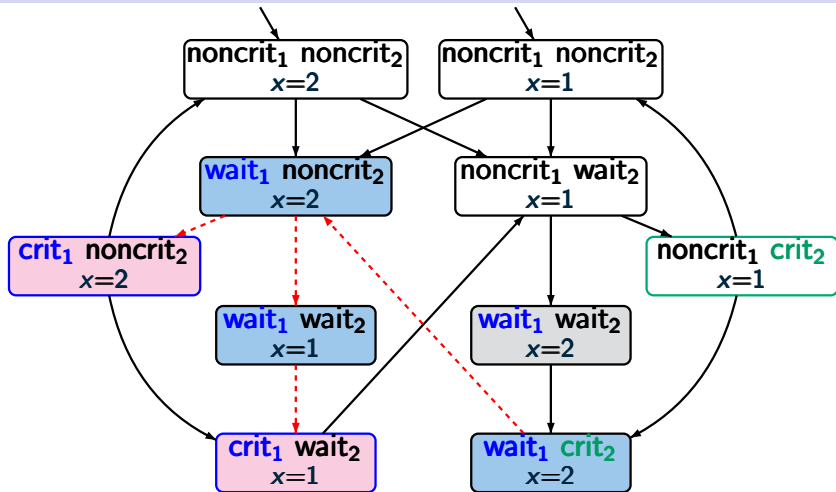 noncrit₁ noncrit₂
x=2
noncrit₁ noncrit₂
x=1
wait₁ noncrit₂
x=2
noncrit₁ wait₂
x=1
crit₁ noncrit₂
x=2
noncrit₁ crit₂
x=1
wait₁ wait₂
x=1
wait₁ wait₂
x=2
crit₁ wait₂
x=1
wait₁ crit₂
x=2